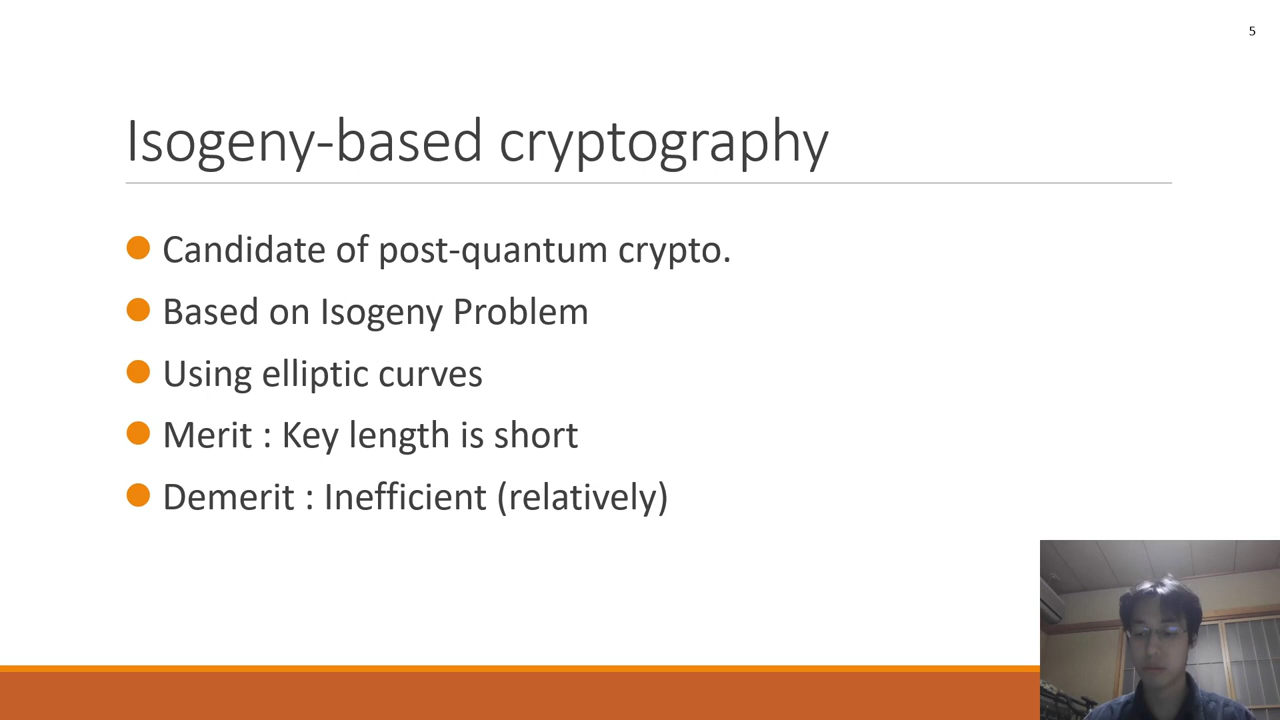 5
Isogeny-based cryptography
Candidate of post-quantum crypto.
Based on Isogeny Problem
Using elliptic curves
Merit : Key length is short
Demerit : Inefficient (relatively)